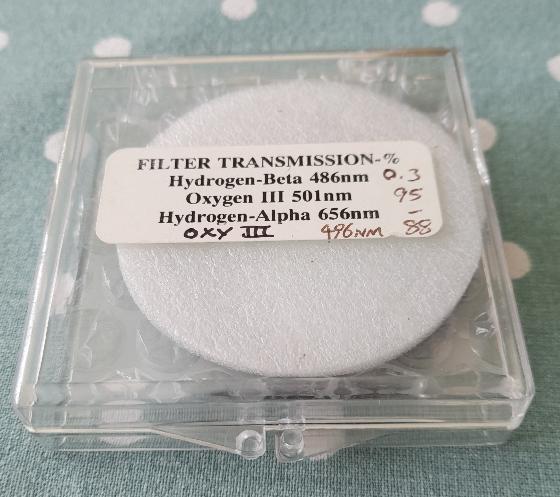 FILTER TRANSMISSION-%
Hydrogen-Beta 486nm 0.3
Oxygen III 501nm 95
Hydrogen-Alpha 656nm -
OXY III 496NM 88